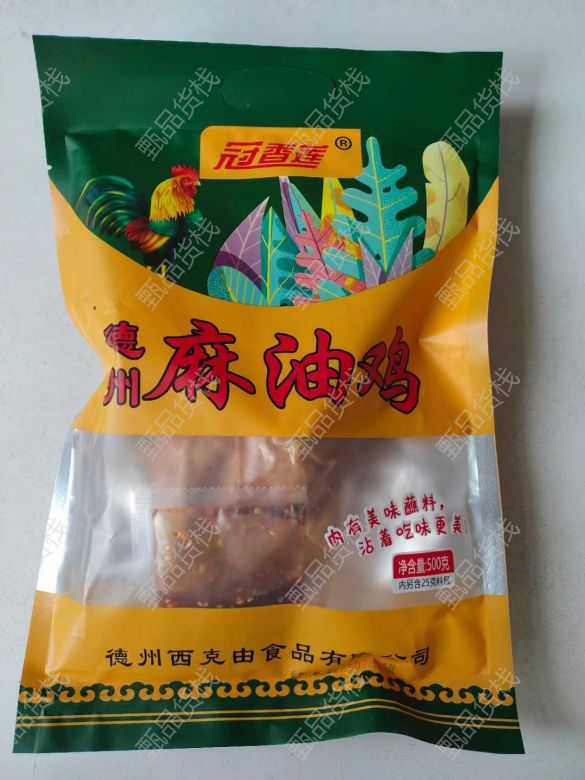 冠香莲®
德州
麻油鸡
内有美味蘸料,
沾着吃味更美!
净含量:500克
内另含25克料包
德州西克由食品有限公司
甄品货栈